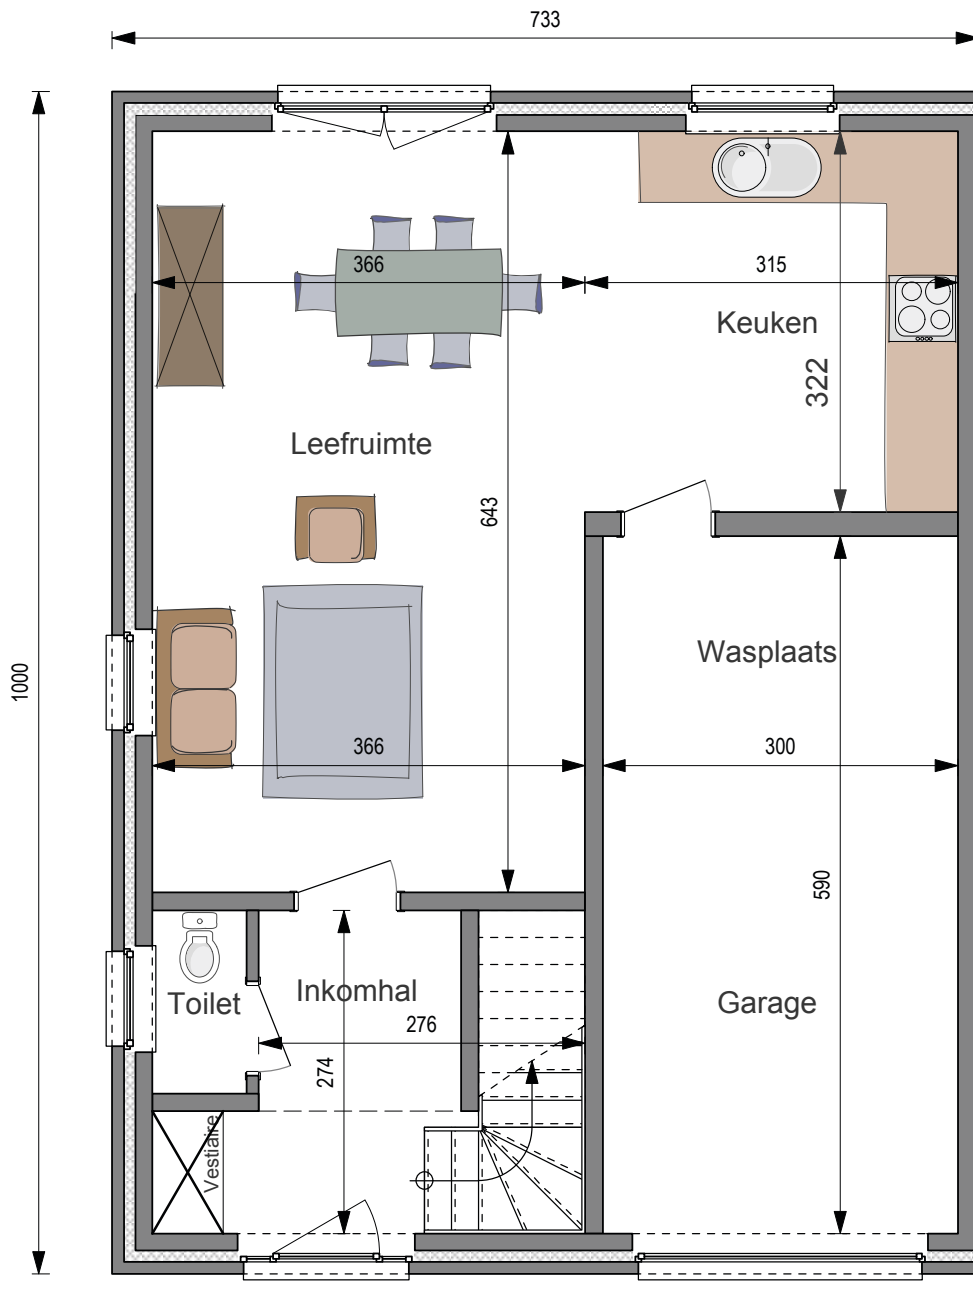 733
366
315
Keuken
322
Leefruimte
643
1000
Wasplaats
366
300
590
Toilet
Inkomhal
276
274
Garage
Vestiaire